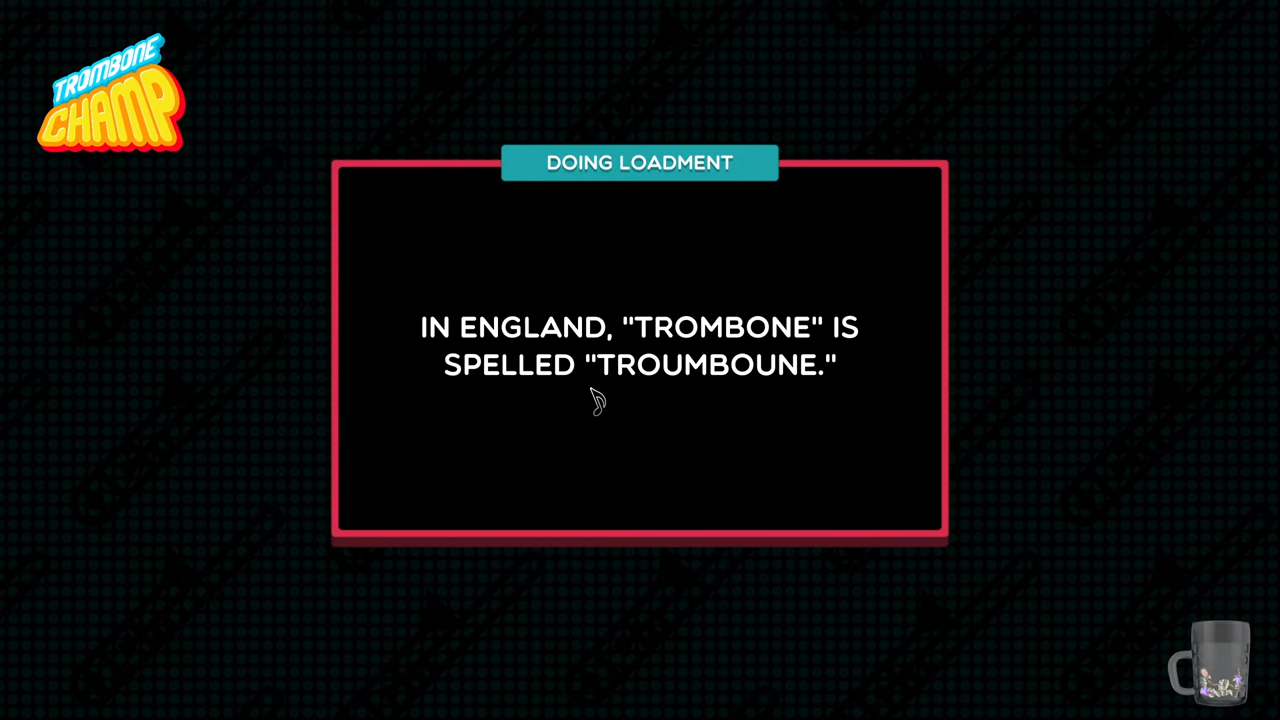 TROMBONE
CHAMP
DOING LOADMENT
IN ENGLAND, "TROMBONE" IS
SPELLED "TROUMBOUNE."